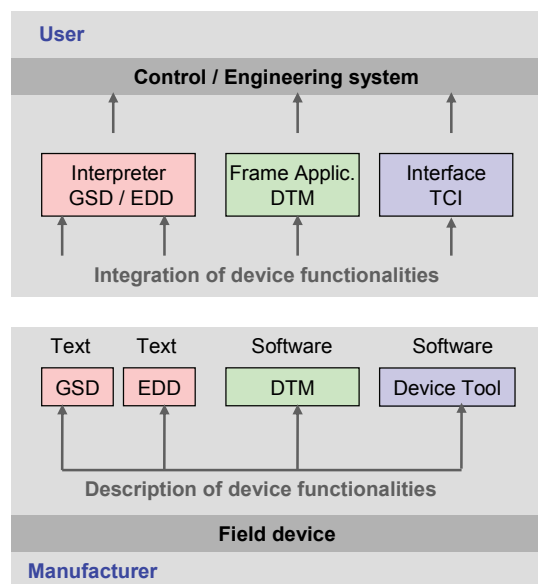 User
Control / Engineering system
Interpreter
GSD / EDD
Frame Applic.
DTM
Interface
TCI
Integration of device functionalities
Text Text Software Software
GSD EDD DTM Device Tool
Description of device functionalities
Field device
Manufacturer